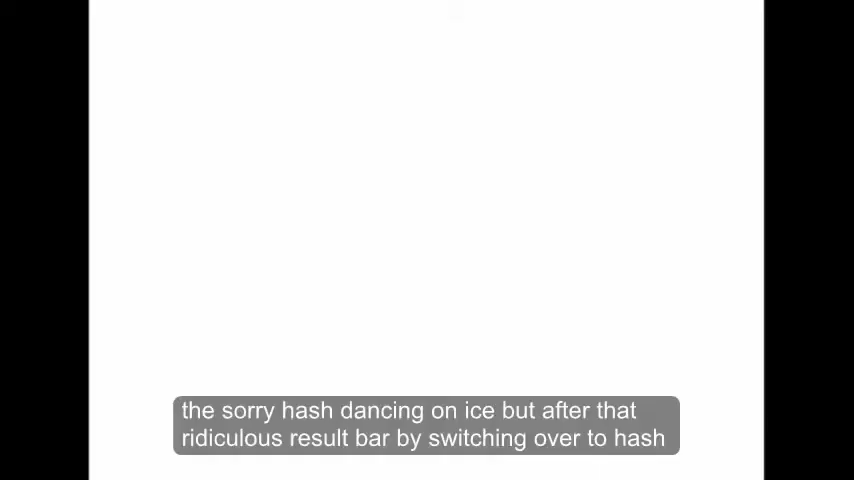 the sorry hash dancing on ice but after that
ridiculous result bar by switching over to hash